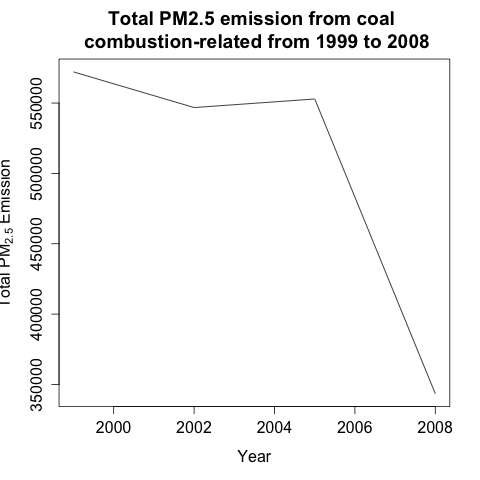 Total PM2.5 emission from coal
combustion-related from 1999 to 2008
Total PM2.5 Emission
550000
500000
450000
400000
350000
2000
2002
2004
2006
2008
Year